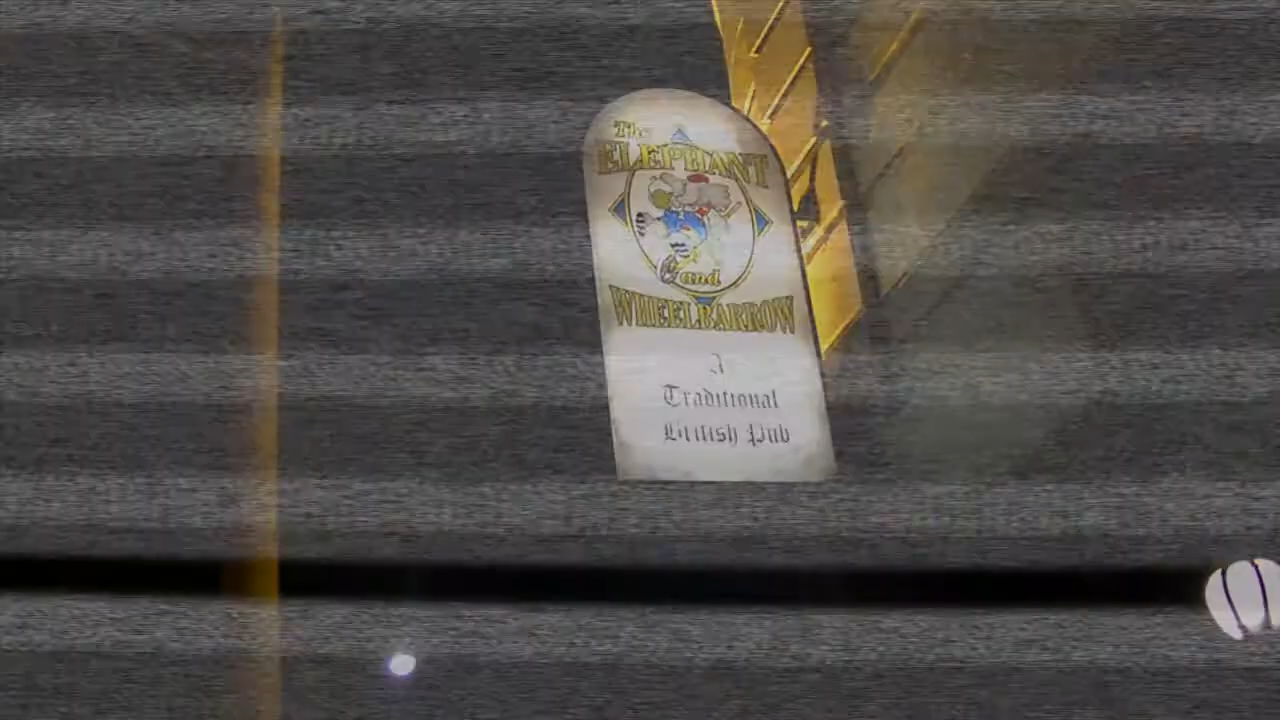 The
ELEPHANT
and
WHEELBARROW
A
Traditional
British Pub